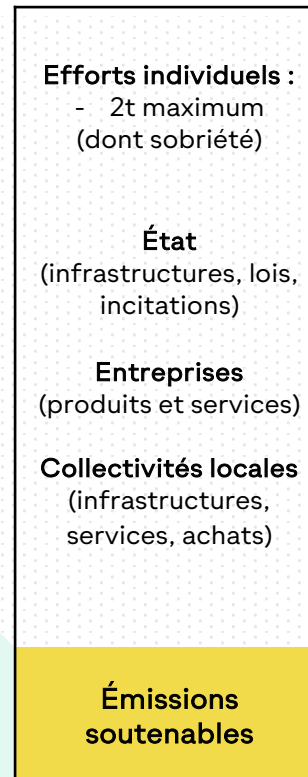 Efforts individuels :
- 2t maximum
(dont sobriété)
État
(infrastructures, lois,
incitations)
Entreprises
(produits et services)
Collectivités locales
(infrastructures,
services, achats)
Émissions
soutenables